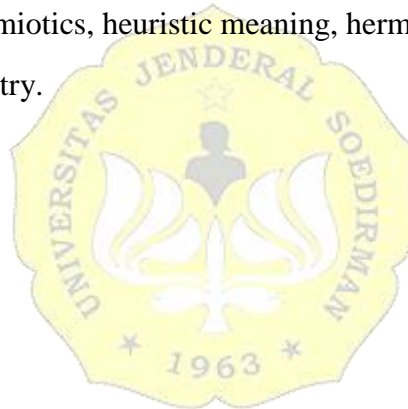 miotics, heuristic meaning, herm
try.
UNIVERSITAS JENDERAL SOEDIRMAN
* 1963 *